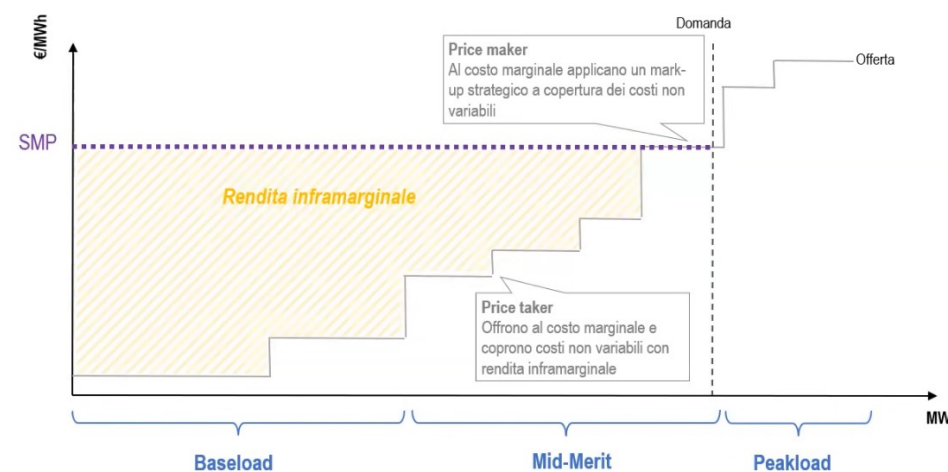 €/MWh
Domanda
Price maker
Al costo marginale applicano un mark-
up strategico a copertura dei costi non
variabili
Offerta
SMP
Rendita inframarginale
Price taker
Offrono al costo marginale e
coprono costi non variabili con
rendita inframarginale
MW
Baseload
Mid-Merit
Peakload